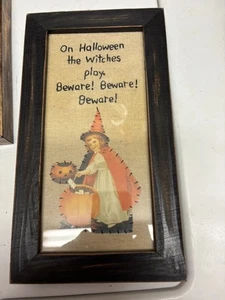 On Halloween
the witches
play.
Beware! Beware!
Beware!